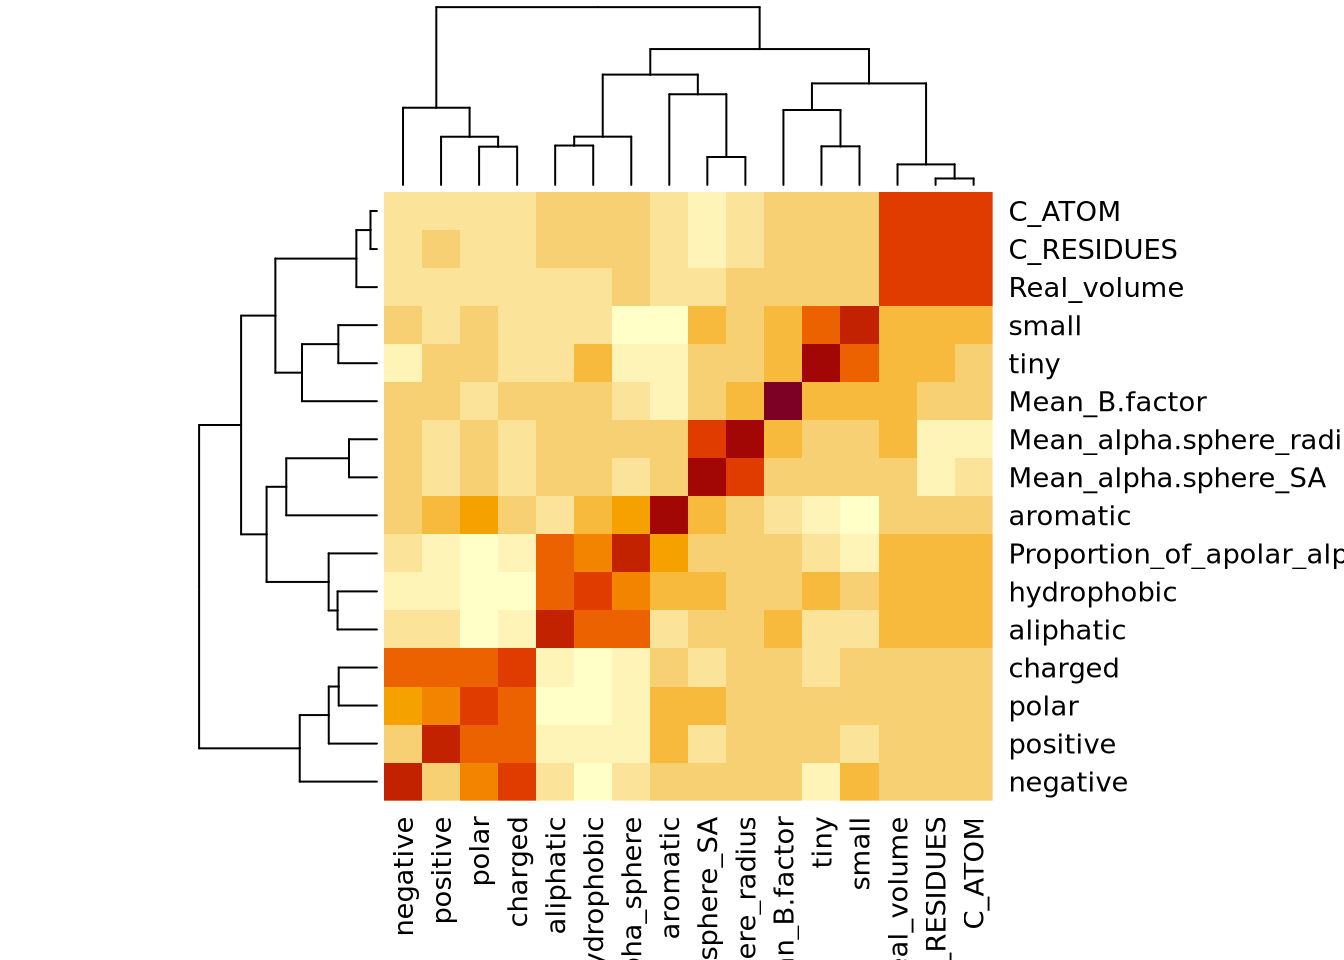 C_ATOM
C_RESIDUES
Real_volume
small
tiny
Mean_B.factor
Mean_alpha.sphere_radi
Mean_alpha.sphere_SA
aromatic
Proportion_of_apolar_alp
hydrophobic
aliphatic
charged
polar
positive
negative
negative
positive
polar
charged
aliphatic
ydrophobic
ha_sphere
aromatic
sphere_SA
ere_radius
n_B.factor
tiny
small
al_volume
_RESIDUES
C_ATOM